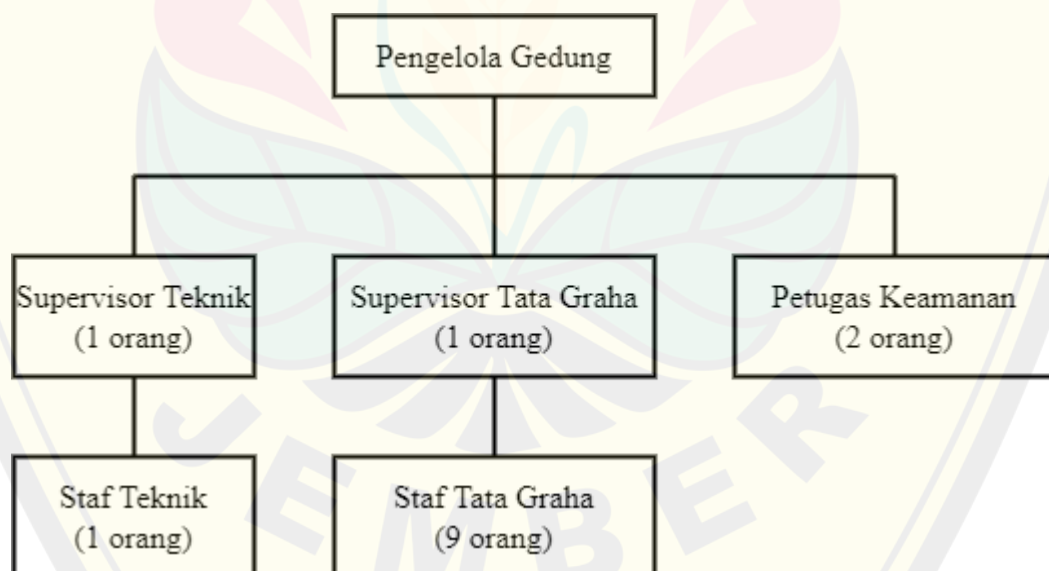 Pengelola Gedung
Supervisor Teknik
(1 orang)
Supervisor Tata Graha
(1 orang)
Petugas Keamanan
(2 orang)
Staf Teknik
(1 orang)
Staf Tata Graha
(9 orang)
JEMBER